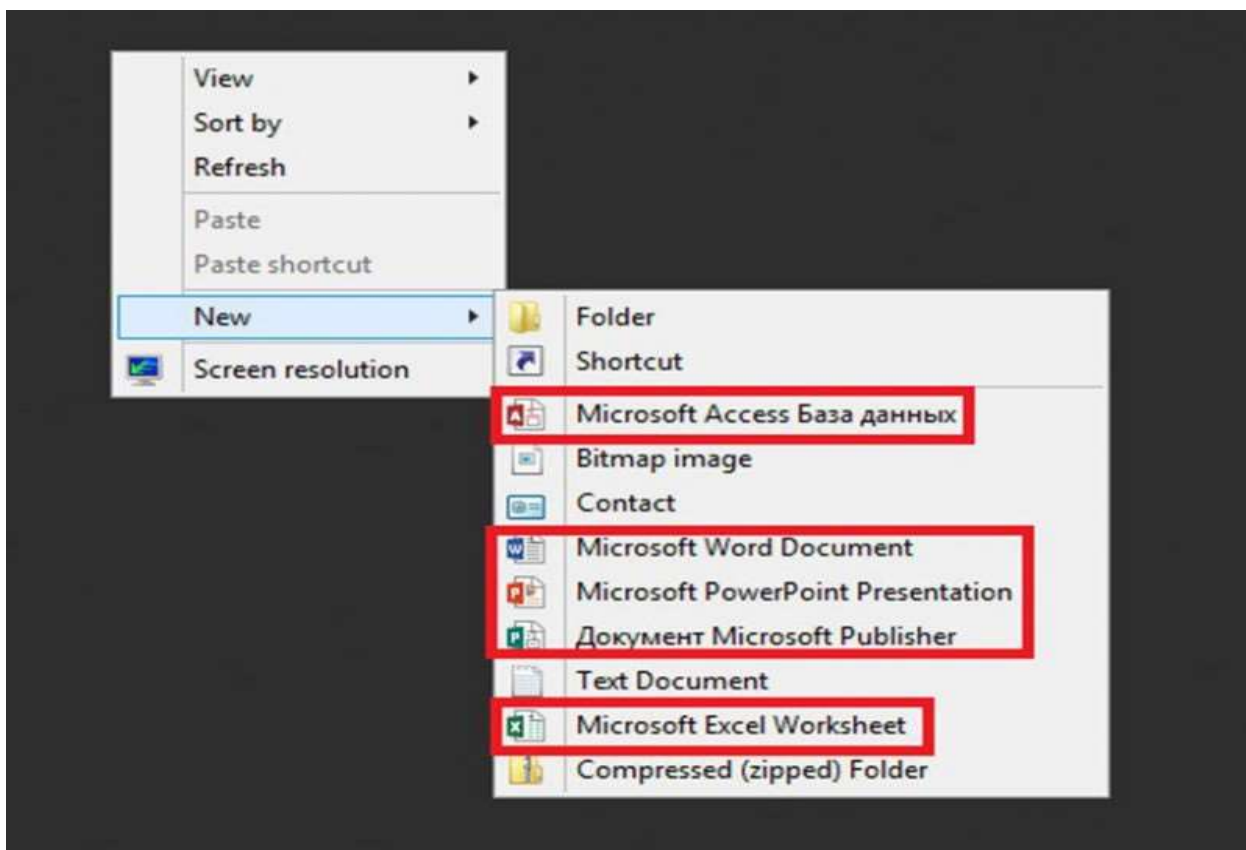 View
Sort by
Refresh
Paste
Paste shortcut
New
Screen resolution
Folder
Shortcut
Microsoft Access База данных
Bitmap image
Contact
Microsoft Word Document
Microsoft PowerPoint Presentation
Документ Microsoft Publisher
Text Document
Microsoft Excel Worksheet
Compressed (zipped) Folder